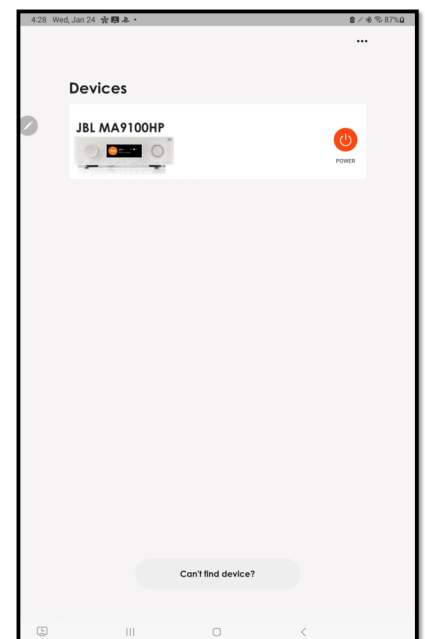 4:28 Wed, Jan 24
87%
Devices
JBL MA9100HP
POWER
Can't find device?